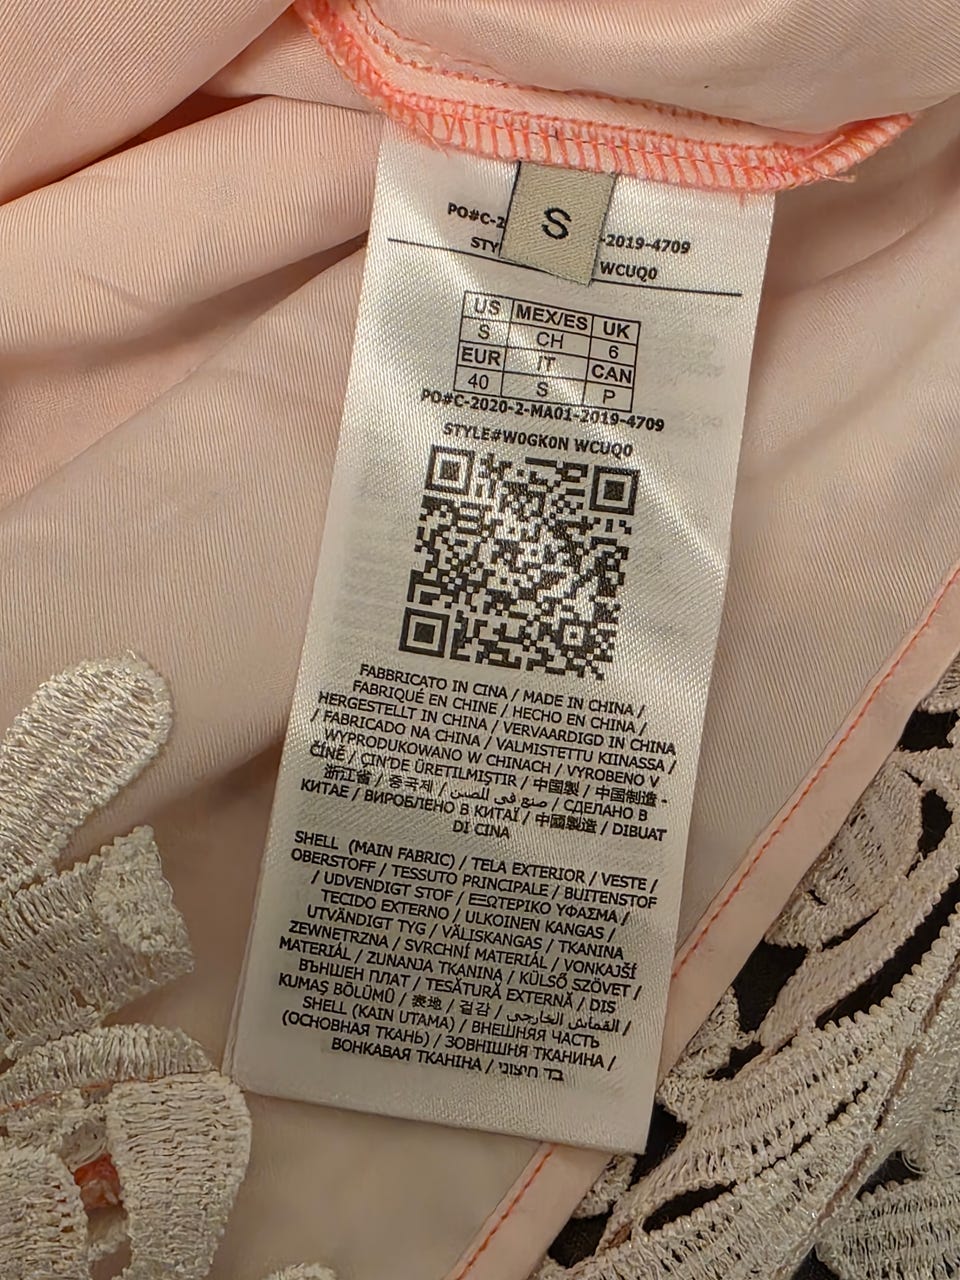 S
PO#C-2 -2019-4709
STY WCUQ0
US MEX/ES UK
S CH 6
EUR IT CAN
40 S P
PO#C-2020-2-MA01-2019-4709
STYLE#W0GK0N WCUQ0
FABBRICATO IN CINA / MADE IN CHINA /
FABRIQUÉ EN CHINE / HECHO EN CHINA /
HERGESTELLT IN CHINA / VERVAARDIGD IN CHINA
/ FABRICADO NA CHINA / VALMISTETTU KIINASSA /
WYPRODUKOWANO W CHINACH / VYROBENO V
ČÍNĚ / ÇIN'DE ÜRETILMIŞTIR / 中国製 / 中国制造 -
浙江省 / 중국제 / صنع في الصين / СДЕЛАНО В
КИТАЕ / ВИРОБЛЕНО В КИТАЇ / 中國製造 / DIBUAT
DI CINA
SHELL (MAIN FABRIC) / TELA EXTERIOR / VESTE /
OBERSTOFF / TESSUTO PRINCIPALE / BUITENSTOF
/ UDVENDIGT STOF / ΕΞΩΤΕΡΙΚΟ ΥΦΑΣΜΑ /
TECIDO EXTERNO / ULKOINEN KANGAS /
UTVÄNDIGT TYG / VÄLISKANGAS / TKANINA
ZEWNETRZNA / SVRCHNÍ MATERIÁL / VONKAJŠÍ
MATERIÁL / ZUNANJA TKANINA / KÜLSŐ SZÖVET /
ВЪНШЕН ПЛАТ / TESĂTURĂ EXTERNĂ / DIS
KUMAŞ BÖLÜMÜ / 表地 / 겉감 / القماش الخارجي /
SHELL (KAIN UTAMA) / ВНЕШНЯЯ ЧАСТЬ
(ОСНОВНАЯ ТКАНЬ) / ЗОВНІШНЯ ТКАНИНА /
ВОНКАВАЯ ТКАНІНА / בד חיצוני